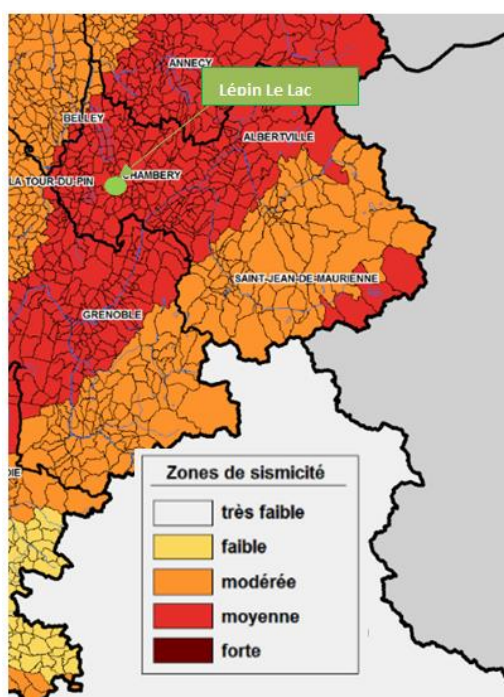 ANNECY
Lépin Le Lac
BELLEY
ALBERTVILLE
LA TOUR-DU-PIN
CHAMBERY
SAINT-JEAN-DE-MAURIENNE
GRENOBLE
DIE
Zones de sismicité
très faible
faible
modérée
moyenne
forte